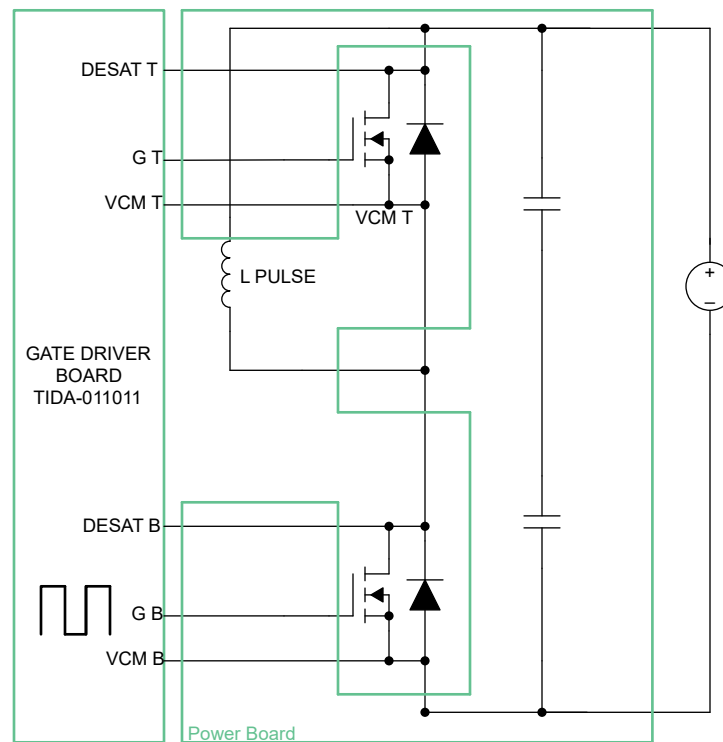 DESAT T
G T
VCM T
VCM T
L PULSE
+
–
GATE DRIVER
BOARD
TIDA-011011
DESAT B
G B
VCM B
Power Board